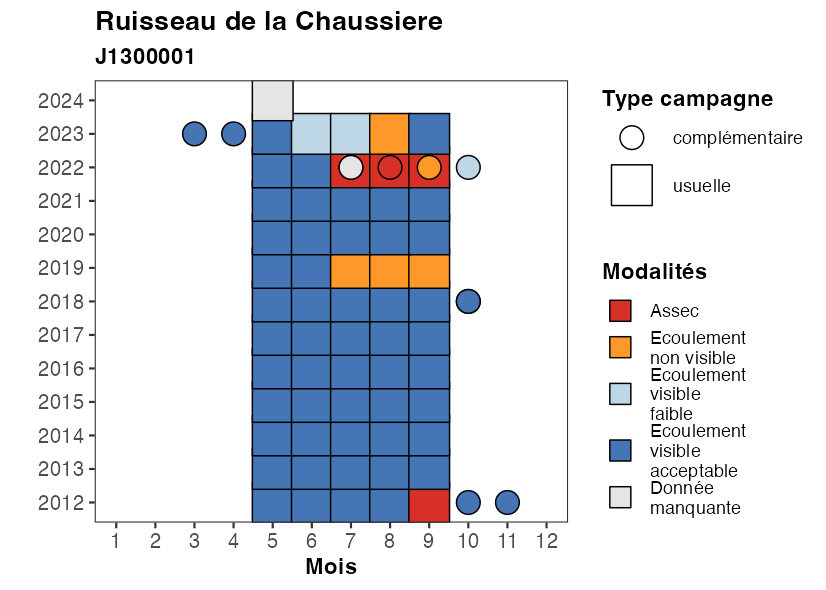 Ruisseau de la Chaussiere
J1300001
2024
2023
2022
2021
2020
2019
2018
2017
2016
2015
2014
2013
2012
1 2 3 4 5 6 7 8 9 10 11 12
Mois
Type campagne
complémentaire
usuelle
Modalités
Assec
Ecoulement
non visible
Ecoulement
visible
faible
Ecoulement
visible
acceptable
Donnée
manquante